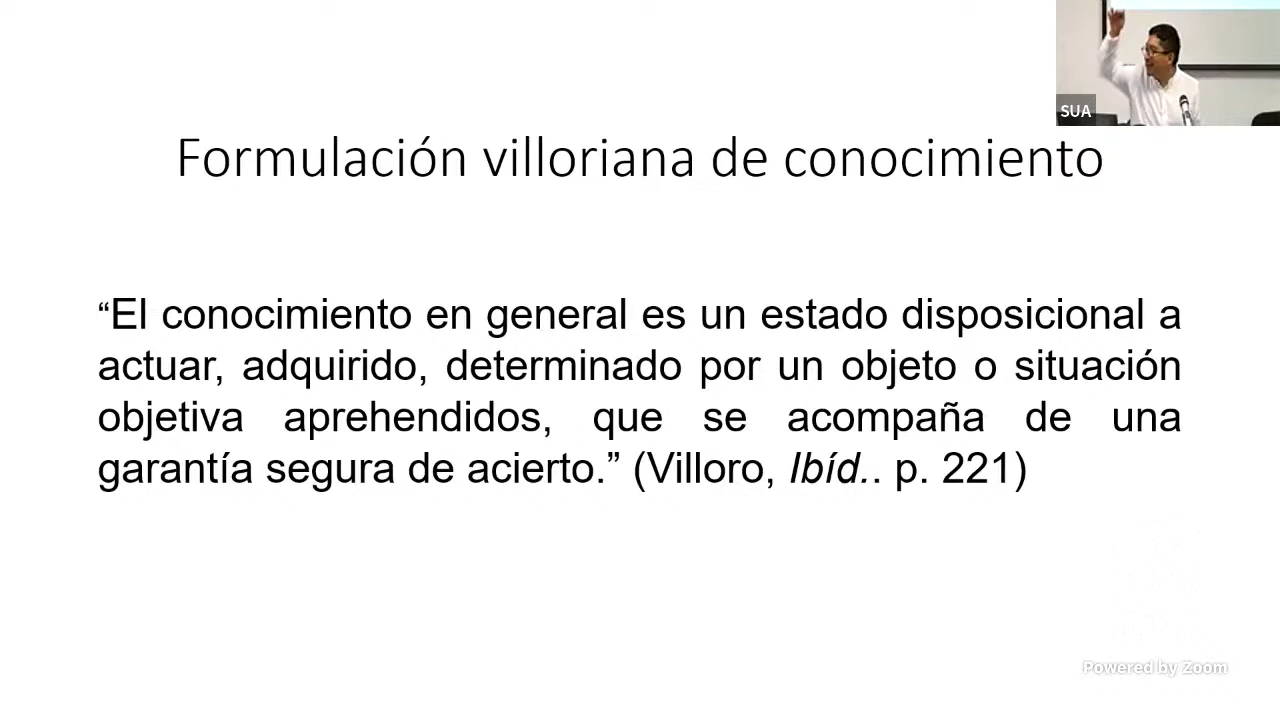 SUA
Formulación villoriana de conocimiento
“El conocimiento en general es un estado disposicional a
actuar, adquirido, determinado por un objeto o situación
objetiva aprehendidos, que se acompaña de una
garantía segura de acierto.” (Villoro, Ibíd.. p. 221)
Powered by Zoom